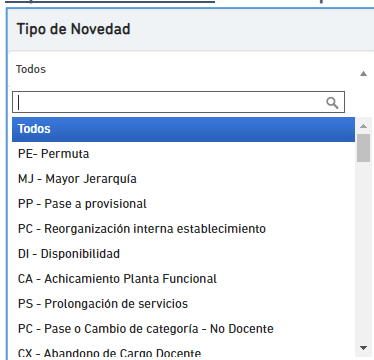 Tipo de Novedad
Todos
Todos
PE- Permuta
MJ - Mayor Jerarquía
PP - Pase a provisional
PC - Reorganización interna establecimiento
DI - Disponibilidad
CA - Achicamiento Planta Funcional
PS - Prolongación de servicios
PC - Pase o Cambio de categoría - No Docente
CX - Abandono de Cargo Docente